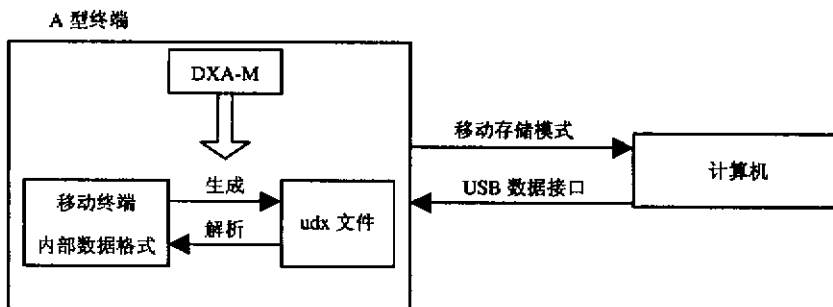 A 型终端
DXA-M
移动存储模式
计算机
USB 数据接口
生成
移动终端
内部数据格式
udx 文件
解析